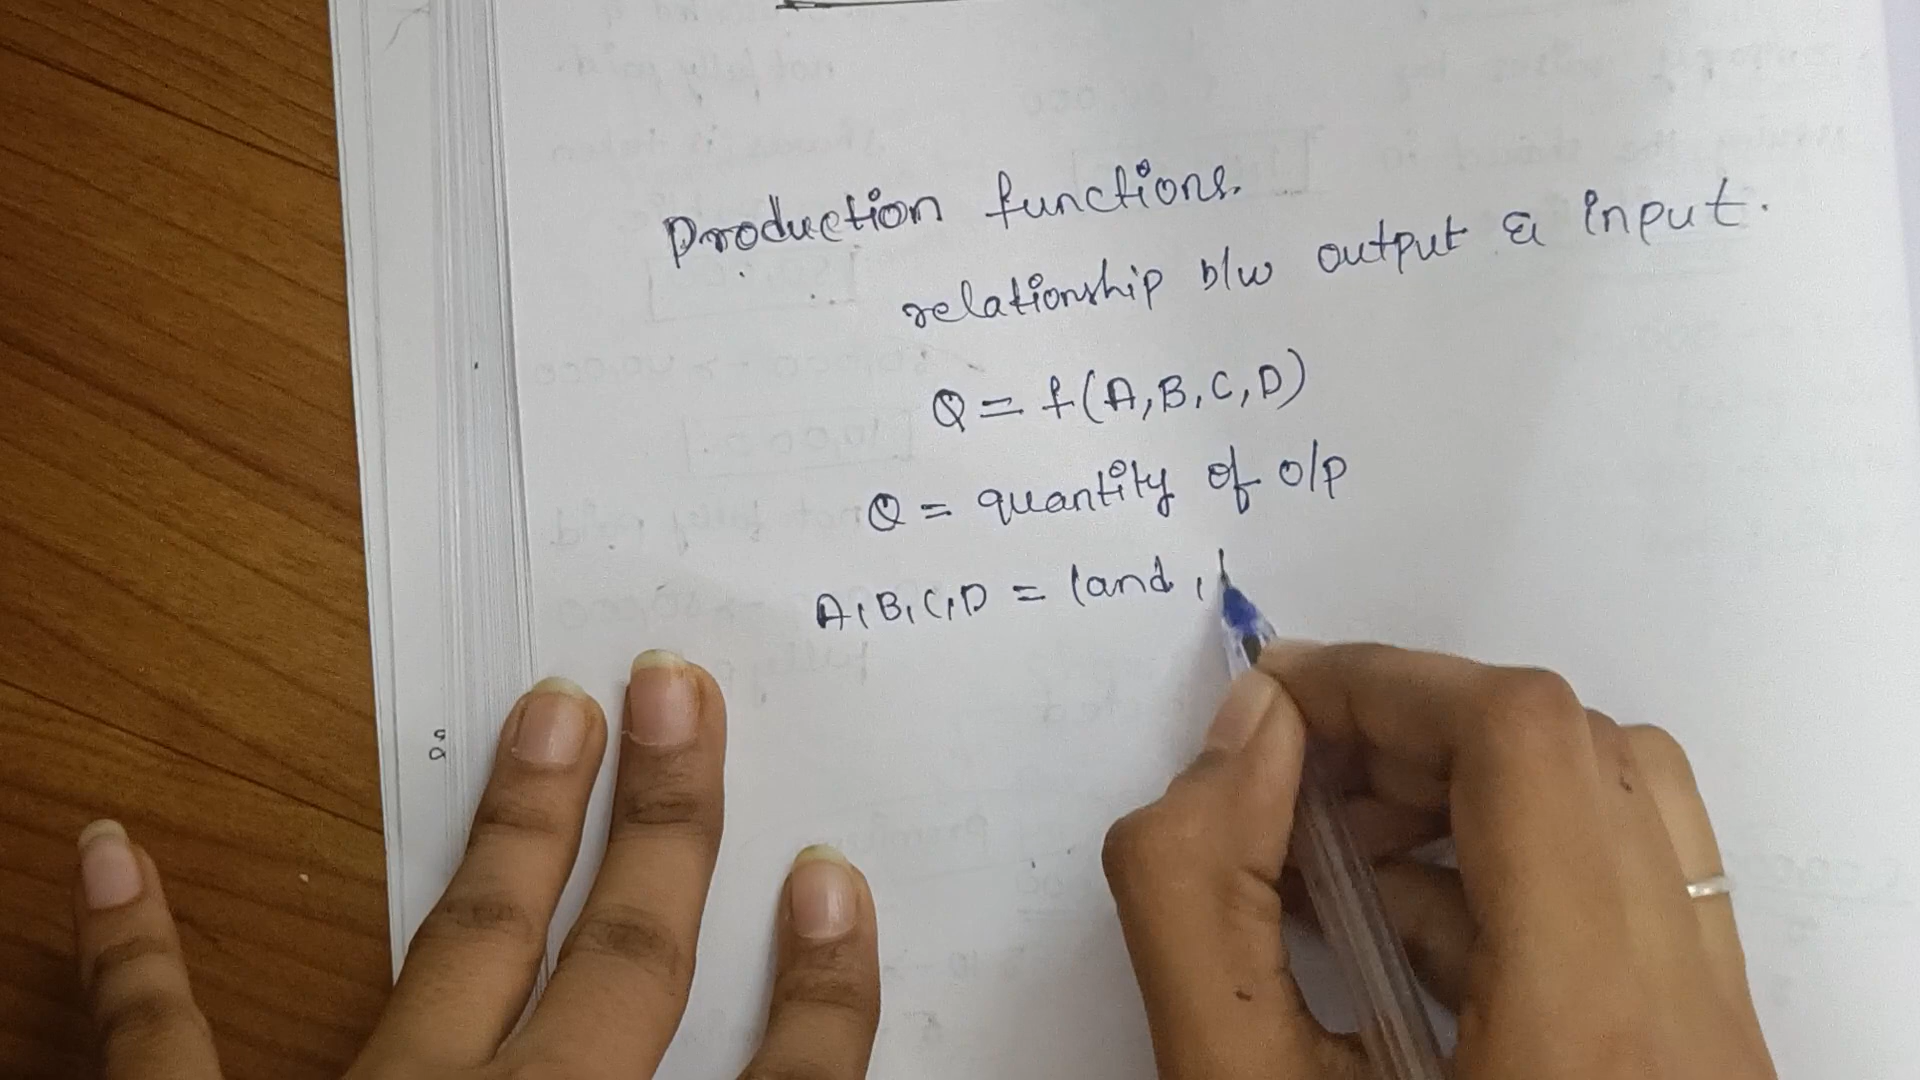 Production functions.
relationship b/w output & input.
Q = f(A,B,C,D)
Q = quantity of o/p
A,B,C,D = land, l